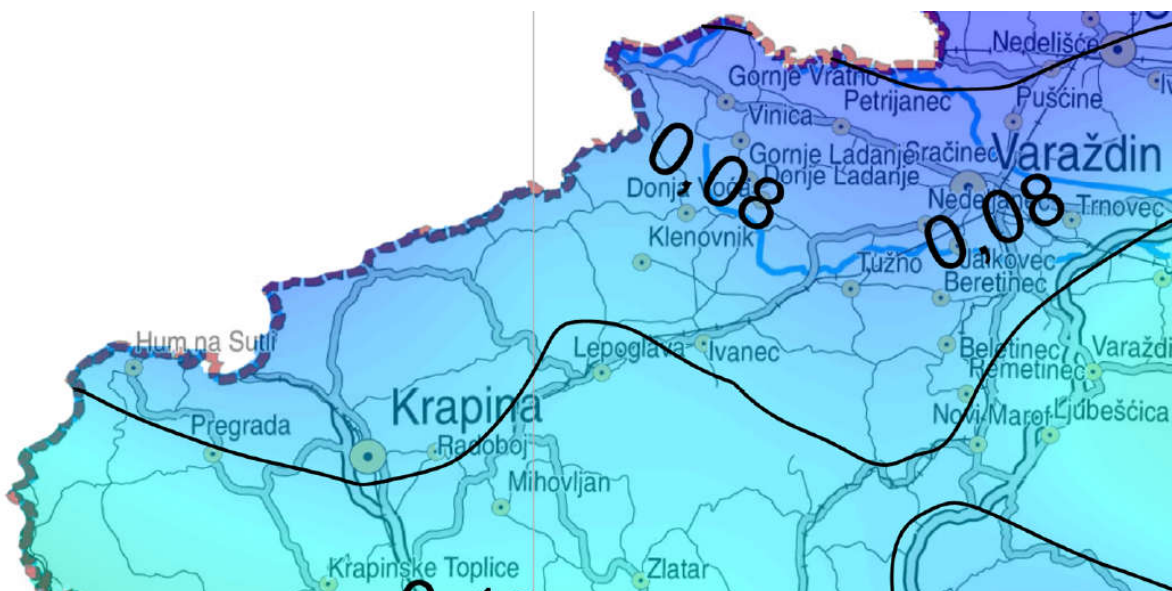 Nedelišće
Gornje Vratno
Petrijanec
Puščine
Vinica
Varaždin
Gornje Ladanje
Sračinec
Donje Ladanje
0,08
Donja Voća
Nedeljanec
0,08
Trnovec
Klenovnik
Jalkovec
Tužno
Beretinec
Hum na Sutli
Lepoglava
Ivanec
Beletinec
Varaždi
Remetinec
Krapina
Novi Marof
Ljubešćica
Pregrada
Radoboj
Mihovljan
Krapinske Toplice
Zlatar